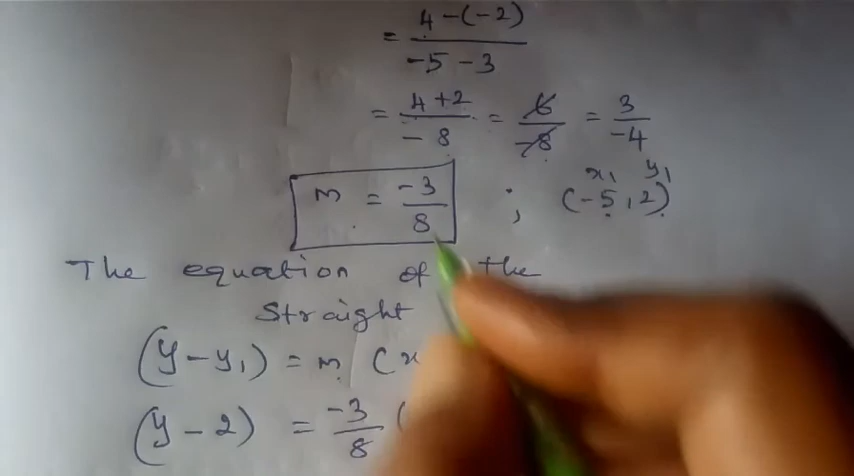 = 4-(-2) / -5-3
= 4+2 / -8 = 6 / -8 = 3 / -4
m = -3 / 8 ; x₁ y₁ (-5, 2)
The equation of the
straight
(y-y₁) = m (x
(y-2) = -3 / 8 (